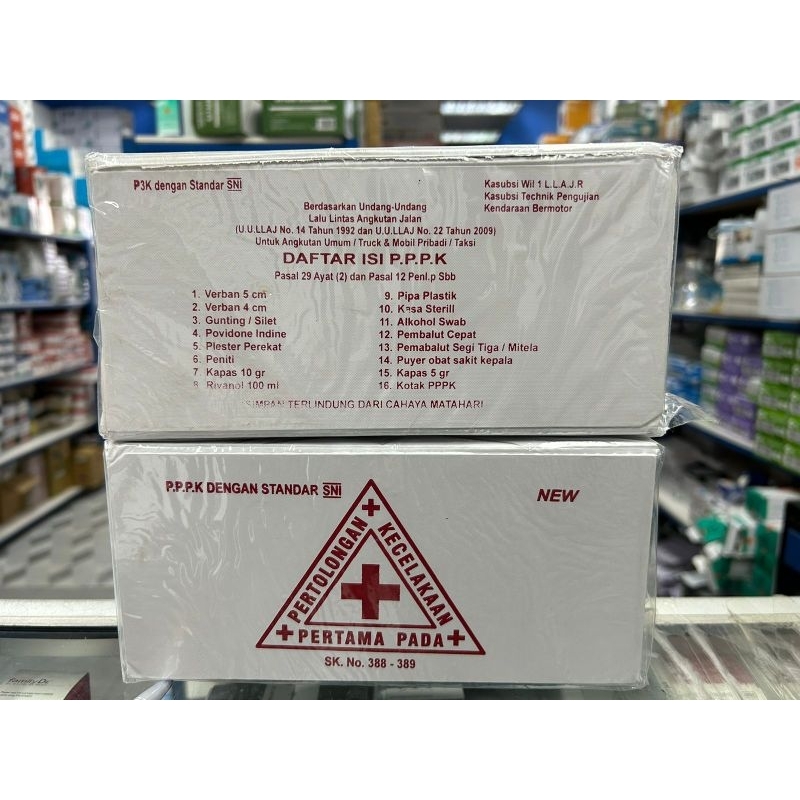 P3K dengan Standar SNI
Kasubsi Wil 1 L.L.A.J.R
Kasubsi Technik Pengujian
Kendaraan Bermotor
Berdasarkan Undang-Undang
Lalu Lintas Angkutan Jalan
(U.U.LLAJ No. 14 Tahun 1992 dan U.U.LLAJ No. 22 Tahun 2009)
Untuk Angkutan Umum / Truck & Mobil Pribadi / Taksi
DAFTAR ISI P.P.P.K
Pasal 29 Ayat (2) dan Pasal 12 Penl.p Sbb
1. Verban 5 cm
2. Verban 4 cm
3. Gunting / Silet
4. Povidone Indine
5. Plester Perekat
6. Peniti
7. Kapas 10 gr
8. Rivanol 100 ml
9. Pipa Plastik
10. Kasa Sterill
11. Alkohol Swab
12. Pembalut Cepat
13. Pemabalut Segi Tiga / Mitela
14. Puyer obat sakit kepala
15. Kapas 5 gr
16. Kotak PPPK
SIMPAN TERLINDUNG DARI CAHAYA MATAHARI
P.P.P.K DENGAN STANDAR SNI
NEW
PERTOLONGAN
KECELAKAAN
PERTAMA PADA
SK. No. 388 - 389